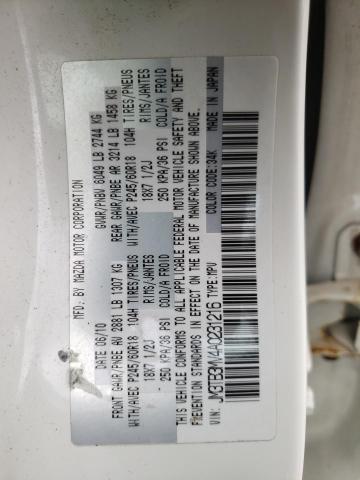 MFD. BY MAZDA MOTOR CORPORATION
DATE 06/10 GVWR/PNBV 6049 LB 2744 KG
FRONT GAWR/PNBE AV 2881 LB 1307 KG REAR GAWR/PNBE AR 3214 LB 1458 KG
WITH/AVEC P245/60R18 104H TIRES/PNEUS WITH/AVEC P245/60R18 104H TIRES/PNEUS
18X7 1/2J RIMS/JANTES 18X7 1/2J RIMS/JANTES
250 KPA/36 PSI COLD/A FROID 250 KPA/36 PSI COLD/A FROID
THIS VEHICLE CONFORMS TO ALL APPLICABLE FEDERAL MOTOR VEHICLE SAFETY AND THEFT
PREVENTION STANDARDS IN EFFECT ON THE DATE OF MANUFACTURE SHOWN ABOVE.
COLOR CODE:34K MADE IN JAPAN
VIN: TYPE:MPV